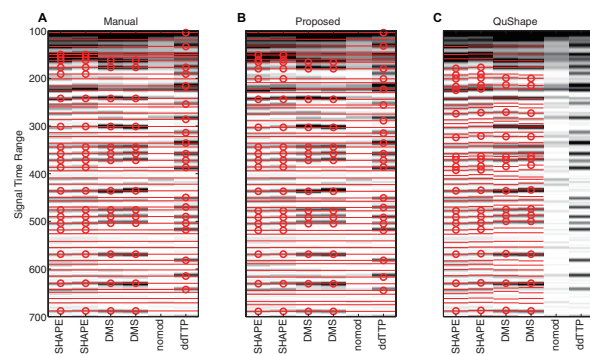 A Manual
B Proposed
C QuShape
Signal Time Range
100
200
300
400
500
600
700
SHAPE
SHAPE
DMS
DMS
nomod
ddTTP
SHAPE
SHAPE
DMS
DMS
nomod
ddTTP
SHAPE
SHAPE
DMS
DMS
nomod
ddTTP